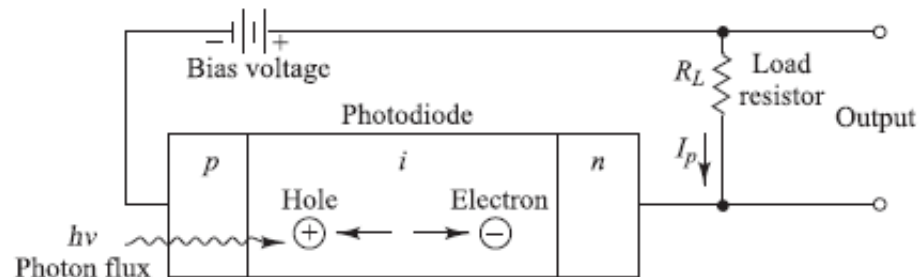 − +
Bias voltage
R_L Load
resistor
Output
Photodiode
I_p
p i n
Hole Electron
+ −
hν
Photon flux